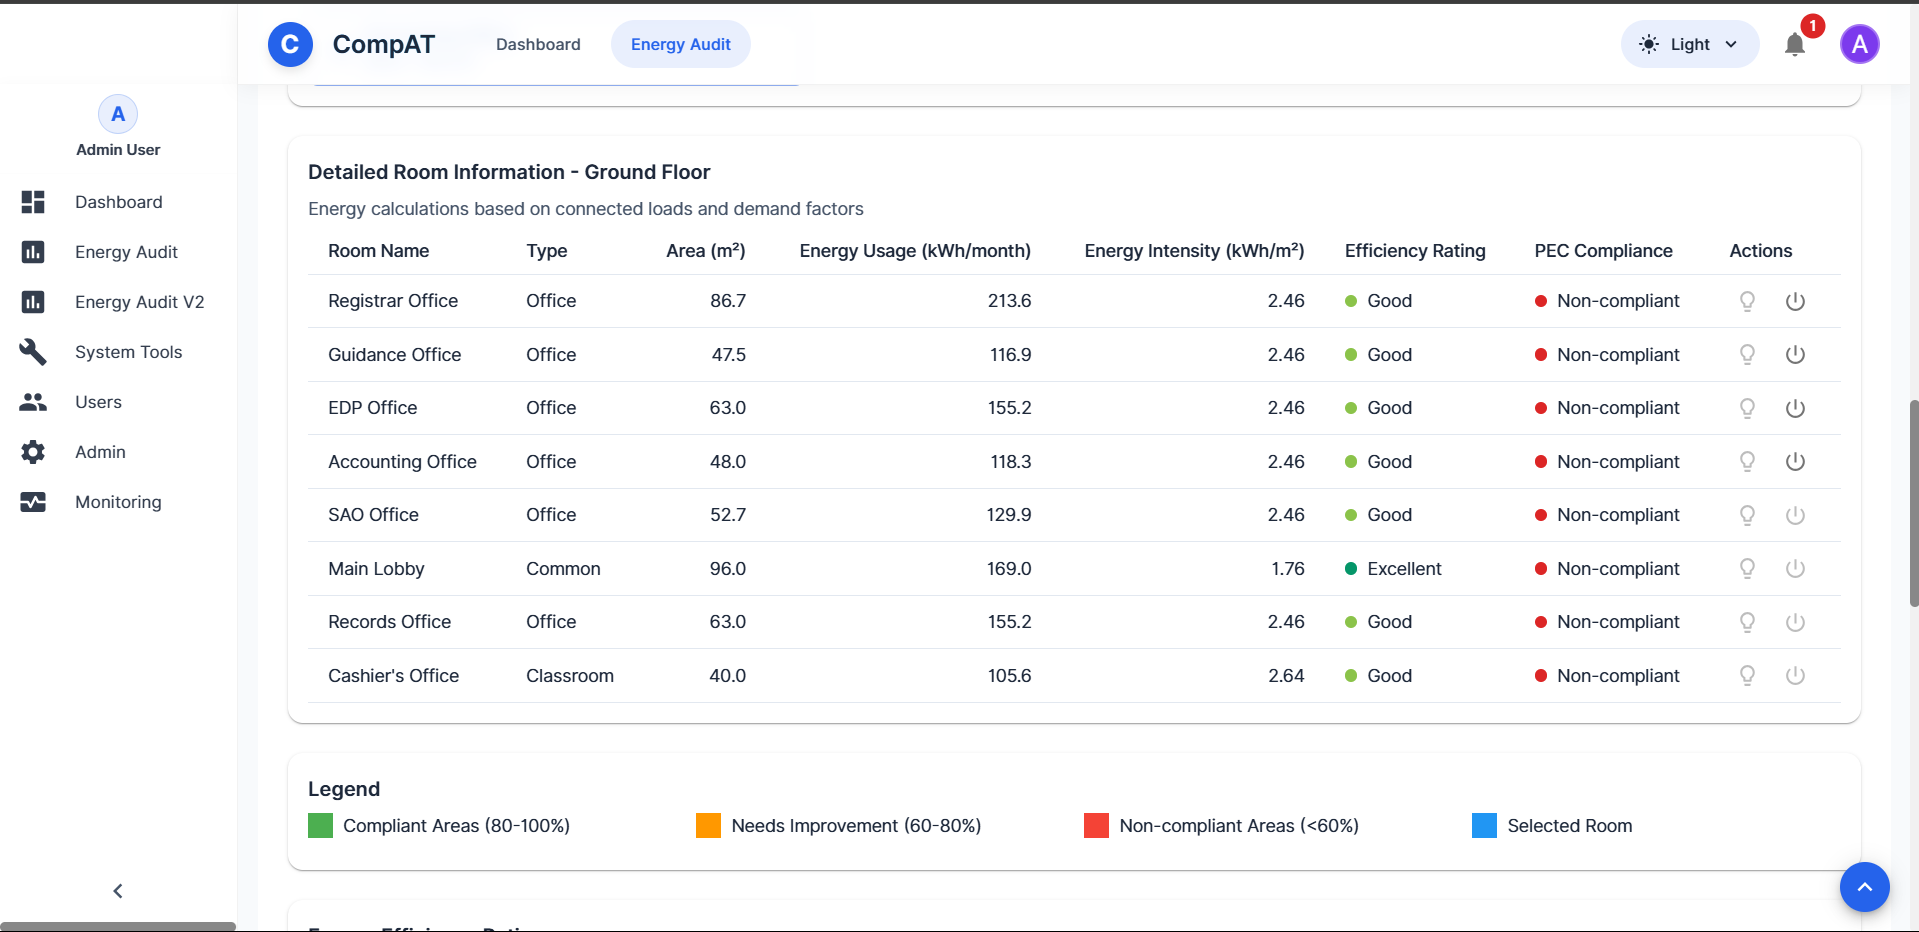 C CompAT Dashboard Energy Audit Light 1 A
A
Admin User
Dashboard
Energy Audit
Energy Audit V2
System Tools
Users
Admin
Monitoring
Detailed Room Information - Ground Floor
Energy calculations based on connected loads and demand factors
Room Name Type Area (m²) Energy Usage (kWh/month) Energy Intensity (kWh/m²) Efficiency Rating PEC Compliance Actions
Registrar Office Office 86.7 213.6 2.46 Good Non-compliant
Guidance Office Office 47.5 116.9 2.46 Good Non-compliant
EDP Office Office 63.0 155.2 2.46 Good Non-compliant
Accounting Office Office 48.0 118.3 2.46 Good Non-compliant
SAO Office Office 52.7 129.9 2.46 Good Non-compliant
Main Lobby Common 96.0 169.0 1.76 Excellent Non-compliant
Records Office Office 63.0 155.2 2.46 Good Non-compliant
Cashier's Office Classroom 40.0 105.6 2.64 Good Non-compliant
Legend
Compliant Areas (80-100%) Needs Improvement (60-80%) Non-compliant Areas (<60%) Selected Room